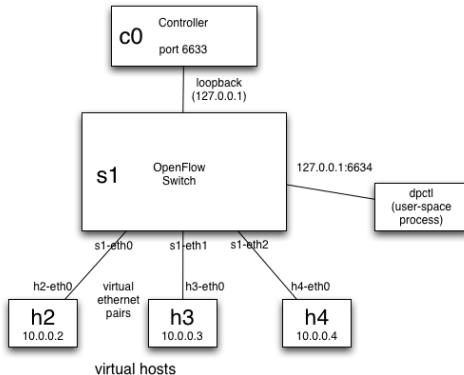 c0
Controller
port 6633
loopback
(127.0.0.1)
s1
OpenFlow
Switch
127.0.0.1:6634
dpctl
(user-space
process)
s1-eth0
s1-eth1
s1-eth2
h2-eth0
virtual
ethernet
pairs
h3-eth0
h4-eth0
h2
10.0.0.2
h3
10.0.0.3
h4
10.0.0.4
virtual hosts